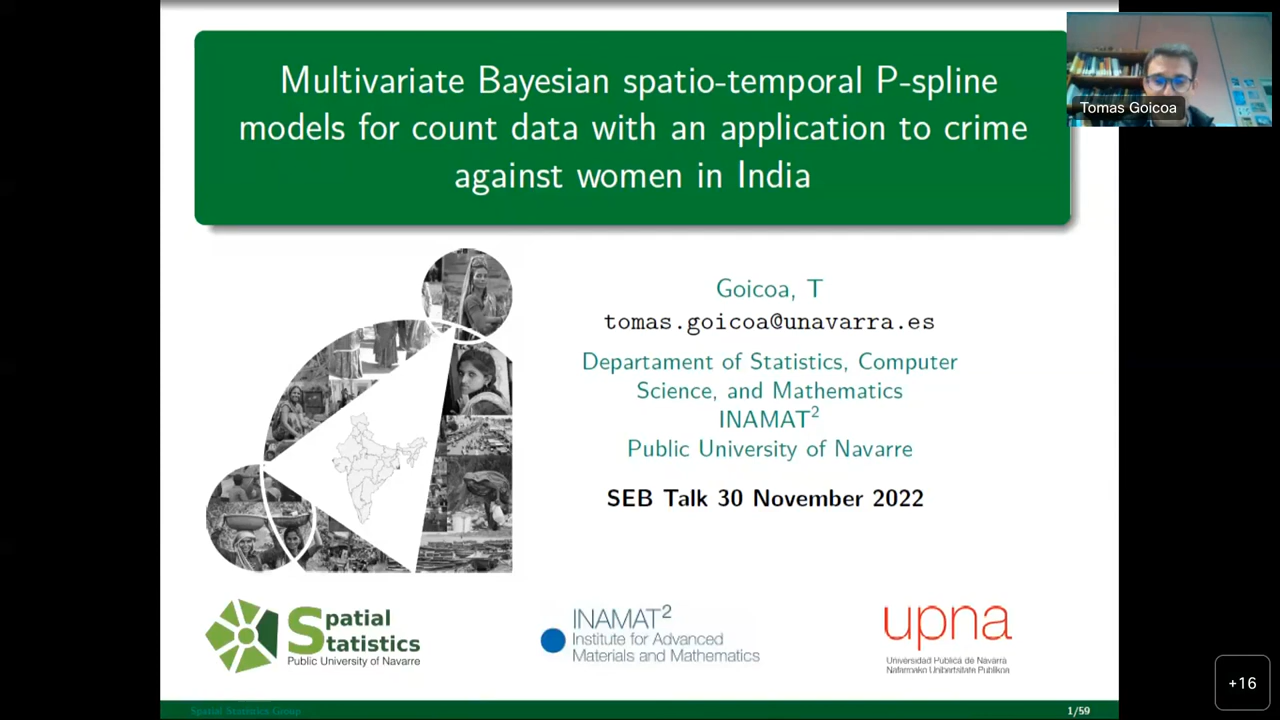 Multivariate Bayesian spatio-temporal P-spline
models for count data with an application to crime
against women in India
Tomas Goicoa
Goicoa, T
tomas.goicoa@unavarra.es
Departament of Statistics, Computer
Science, and Mathematics
INAMAT2
Public University of Navarre
SEB Talk 30 November 2022
Spatial
Statistics
Public University of Navarre
INAMAT2
Institute for Advanced
Materials and Mathematics
upna
Universidad Pública de Navarra
Nafarroako Unibertsitate Publikoa
+16
Spatial Statistics Group
1/59